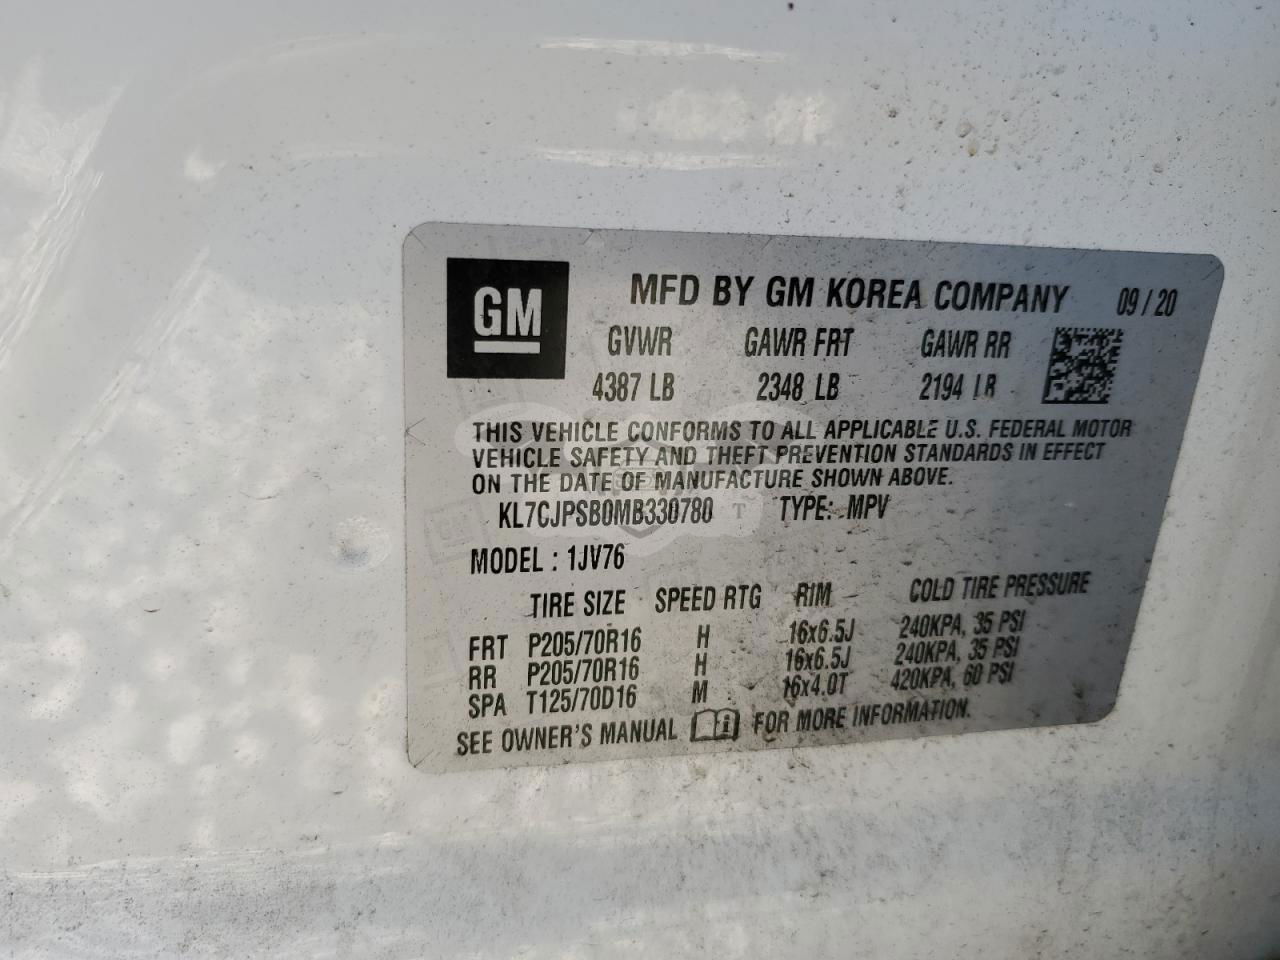 GM
MFD BY GM KOREA COMPANY 09/20
GVWR GAWR FRT GAWR RR
4387 LB 2348 LB 2194 LB
THIS VEHICLE CONFORMS TO ALL APPLICABLE U.S. FEDERAL MOTOR
VEHICLE SAFETY AND THEFT PREVENTION STANDARDS IN EFFECT
ON THE DATE OF MANUFACTURE SHOWN ABOVE.
KL7CJPSB0MB330780 T TYPE: MPV
MODEL : 1JV76
TIRE SIZE SPEED RTG RIM COLD TIRE PRESSURE
FRT P205/70R16 H 16x6.5J 240KPA, 35 PSI
RR P205/70R16 H 16x6.5J 240KPA, 35 PSI
SPA T125/70D16 M 16x4.0T 420KPA, 60 PSI
SEE OWNER'S MANUAL FOR MORE INFORMATION.